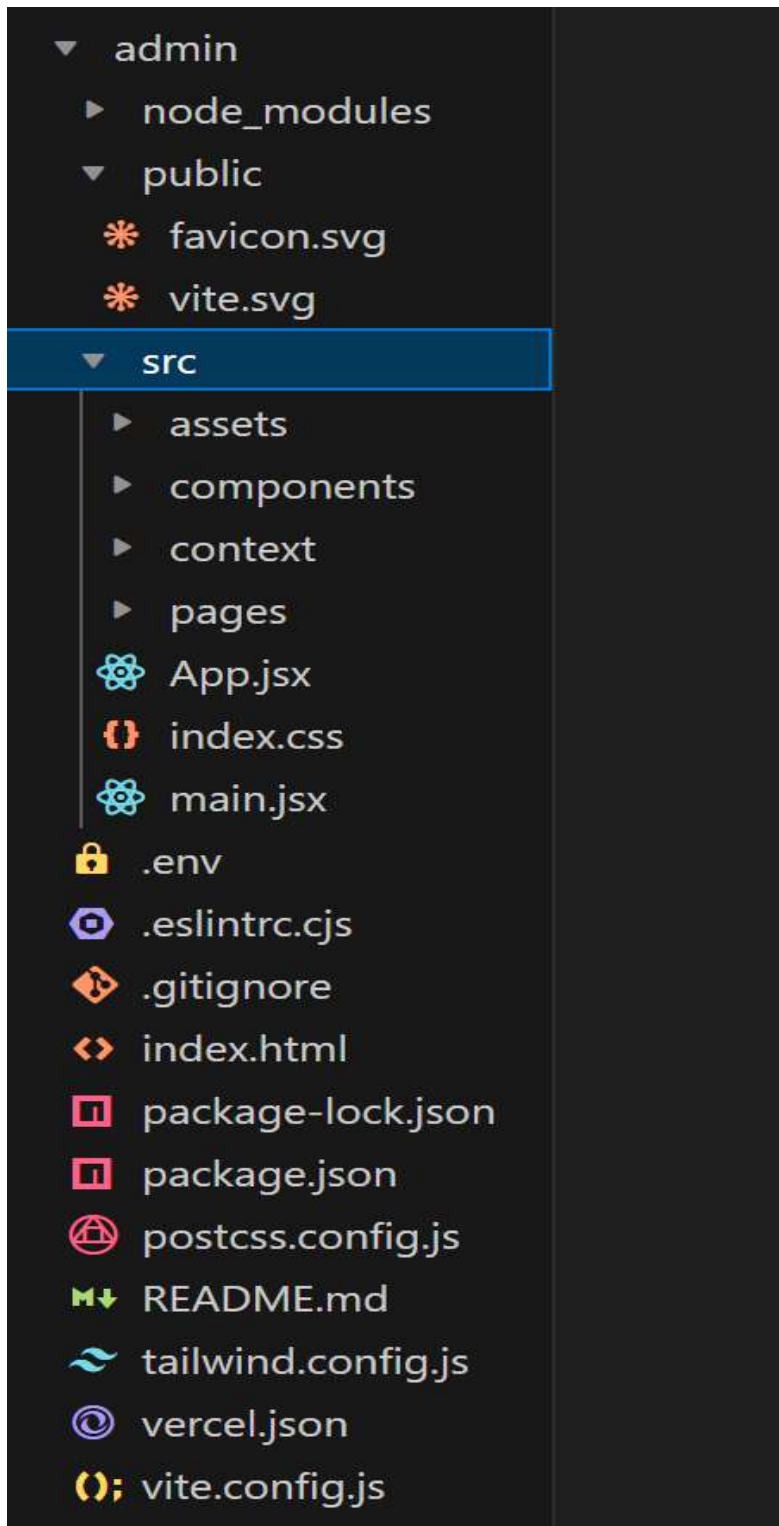 admin
node_modules
public
favicon.svg
vite.svg
src
assets
components
context
pages
App.jsx
index.css
main.jsx
.env
.eslintrc.cjs
.gitignore
index.html
package-lock.json
package.json
postcss.config.js
README.md
tailwind.config.js
vercel.json
vite.config.js